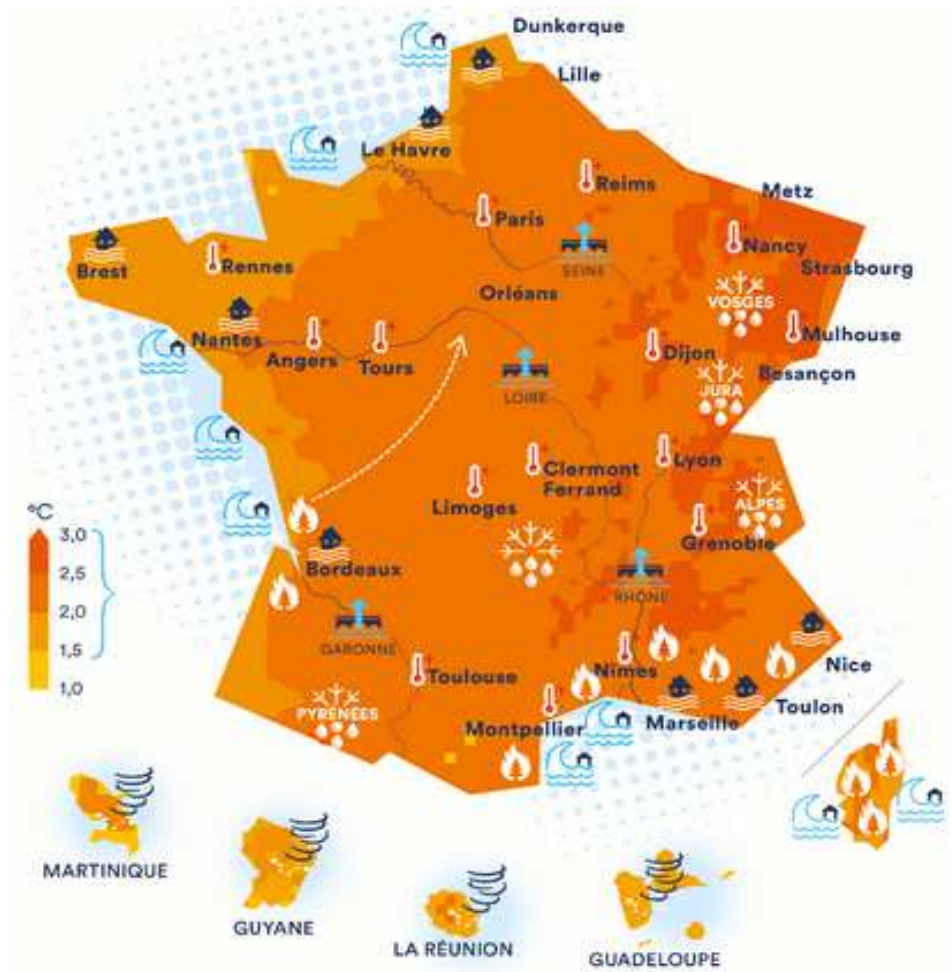 Dunkerque
Lille
Le Havre
Reims
Metz
Paris
Nancy
Brest
Rennes
SEINE
Strasbourg
Orléans
VOSGES
Nantes
Angers
Tours
Dijon
Mulhouse
Besançon
JURA
LOIRE
Lyon
Clermont
Ferrand
Limoges
ALPES
Grenoble
°C
3,0
2,5
2,0
1,5
1,0
Bordeaux
RHÔNE
GARONNE
Nîmes
Nice
Toulouse
Toulon
PYRÉNÉES
Montpellier
Marseille
MARTINIQUE
GUYANE
LA RÉUNION
GUADELOUPE